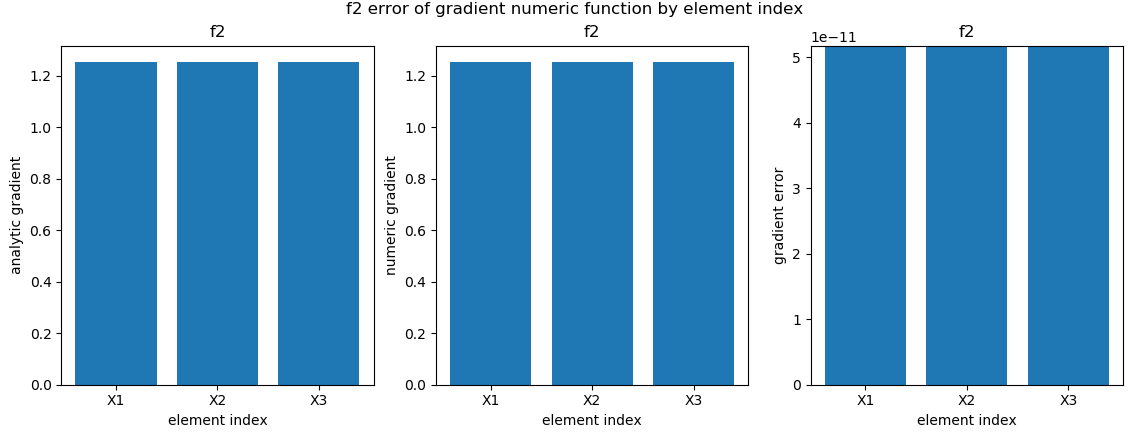 f2 error of gradient numeric function by element index
f2
analytic gradient
1.2
1.0
0.8
0.6
0.4
0.2
0.0
X1 X2 X3
element index
f2
numeric gradient
1.2
1.0
0.8
0.6
0.4
0.2
0.0
X1 X2 X3
element index
f2
1e−11
gradient error
5
4
3
2
1
0
X1 X2 X3
element index